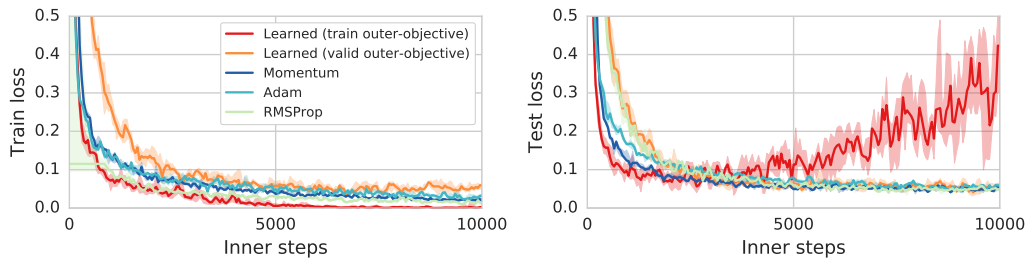 Train loss
0.5
0.4
0.3
0.2
0.1
0.0
0
5000
10000
Inner steps
Learned (train outer-objective)
Learned (valid outer-objective)
Momentum
Adam
RMSProp
Test loss
0.5
0.4
0.3
0.2
0.1
0.0
0
5000
10000
Inner steps